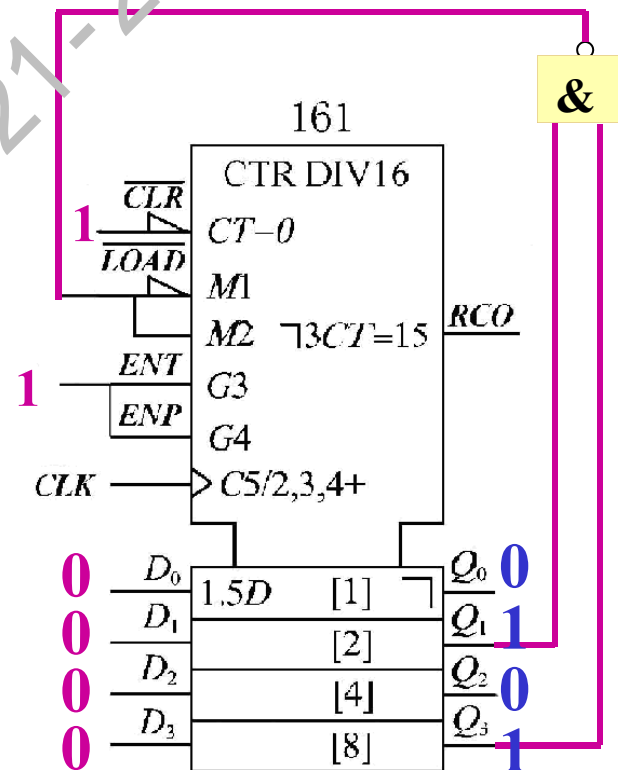 21-2
&
161
CTR DIV16
CLR
1
CT-0
LOAD
M1
M2
⌝3CT=15
RCO
ENT
1
G3
ENP
G4
CLK
C5/2,3,4+
0 D₀ 1.5D [1] ⌝ Q₀ 0
0 D₁ [2] Q₁ 1
0 D₂ [4] Q₂ 0
0 D₃ [8] Q₃ 1